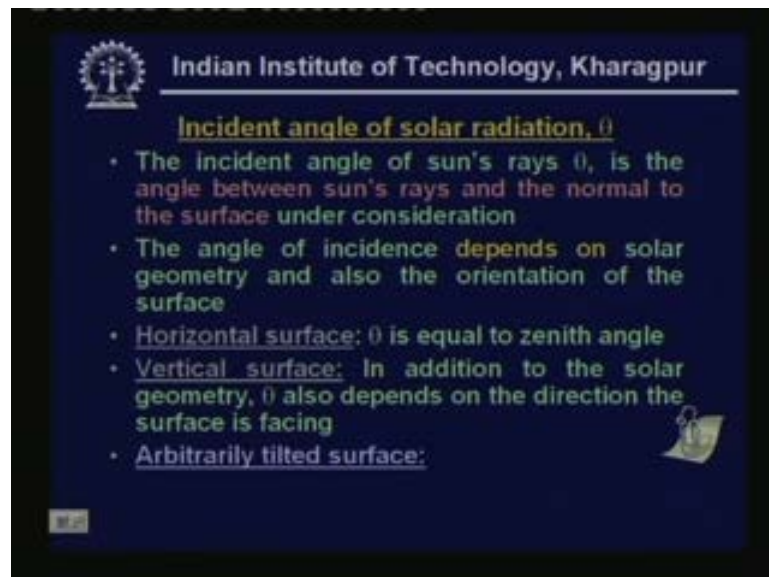 Indian Institute of Technology, Kharagpur
Incident angle of solar radiation, θ
• The incident angle of sun's rays θ, is the
angle between sun's rays and the normal to
the surface under consideration
• The angle of incidence depends on solar
geometry and also the orientation of the
surface
• Horizontal surface: θ is equal to zenith angle
• Vertical surface: In addition to the solar
geometry, θ also depends on the direction the
surface is facing
• Arbitrarily tilted surface: